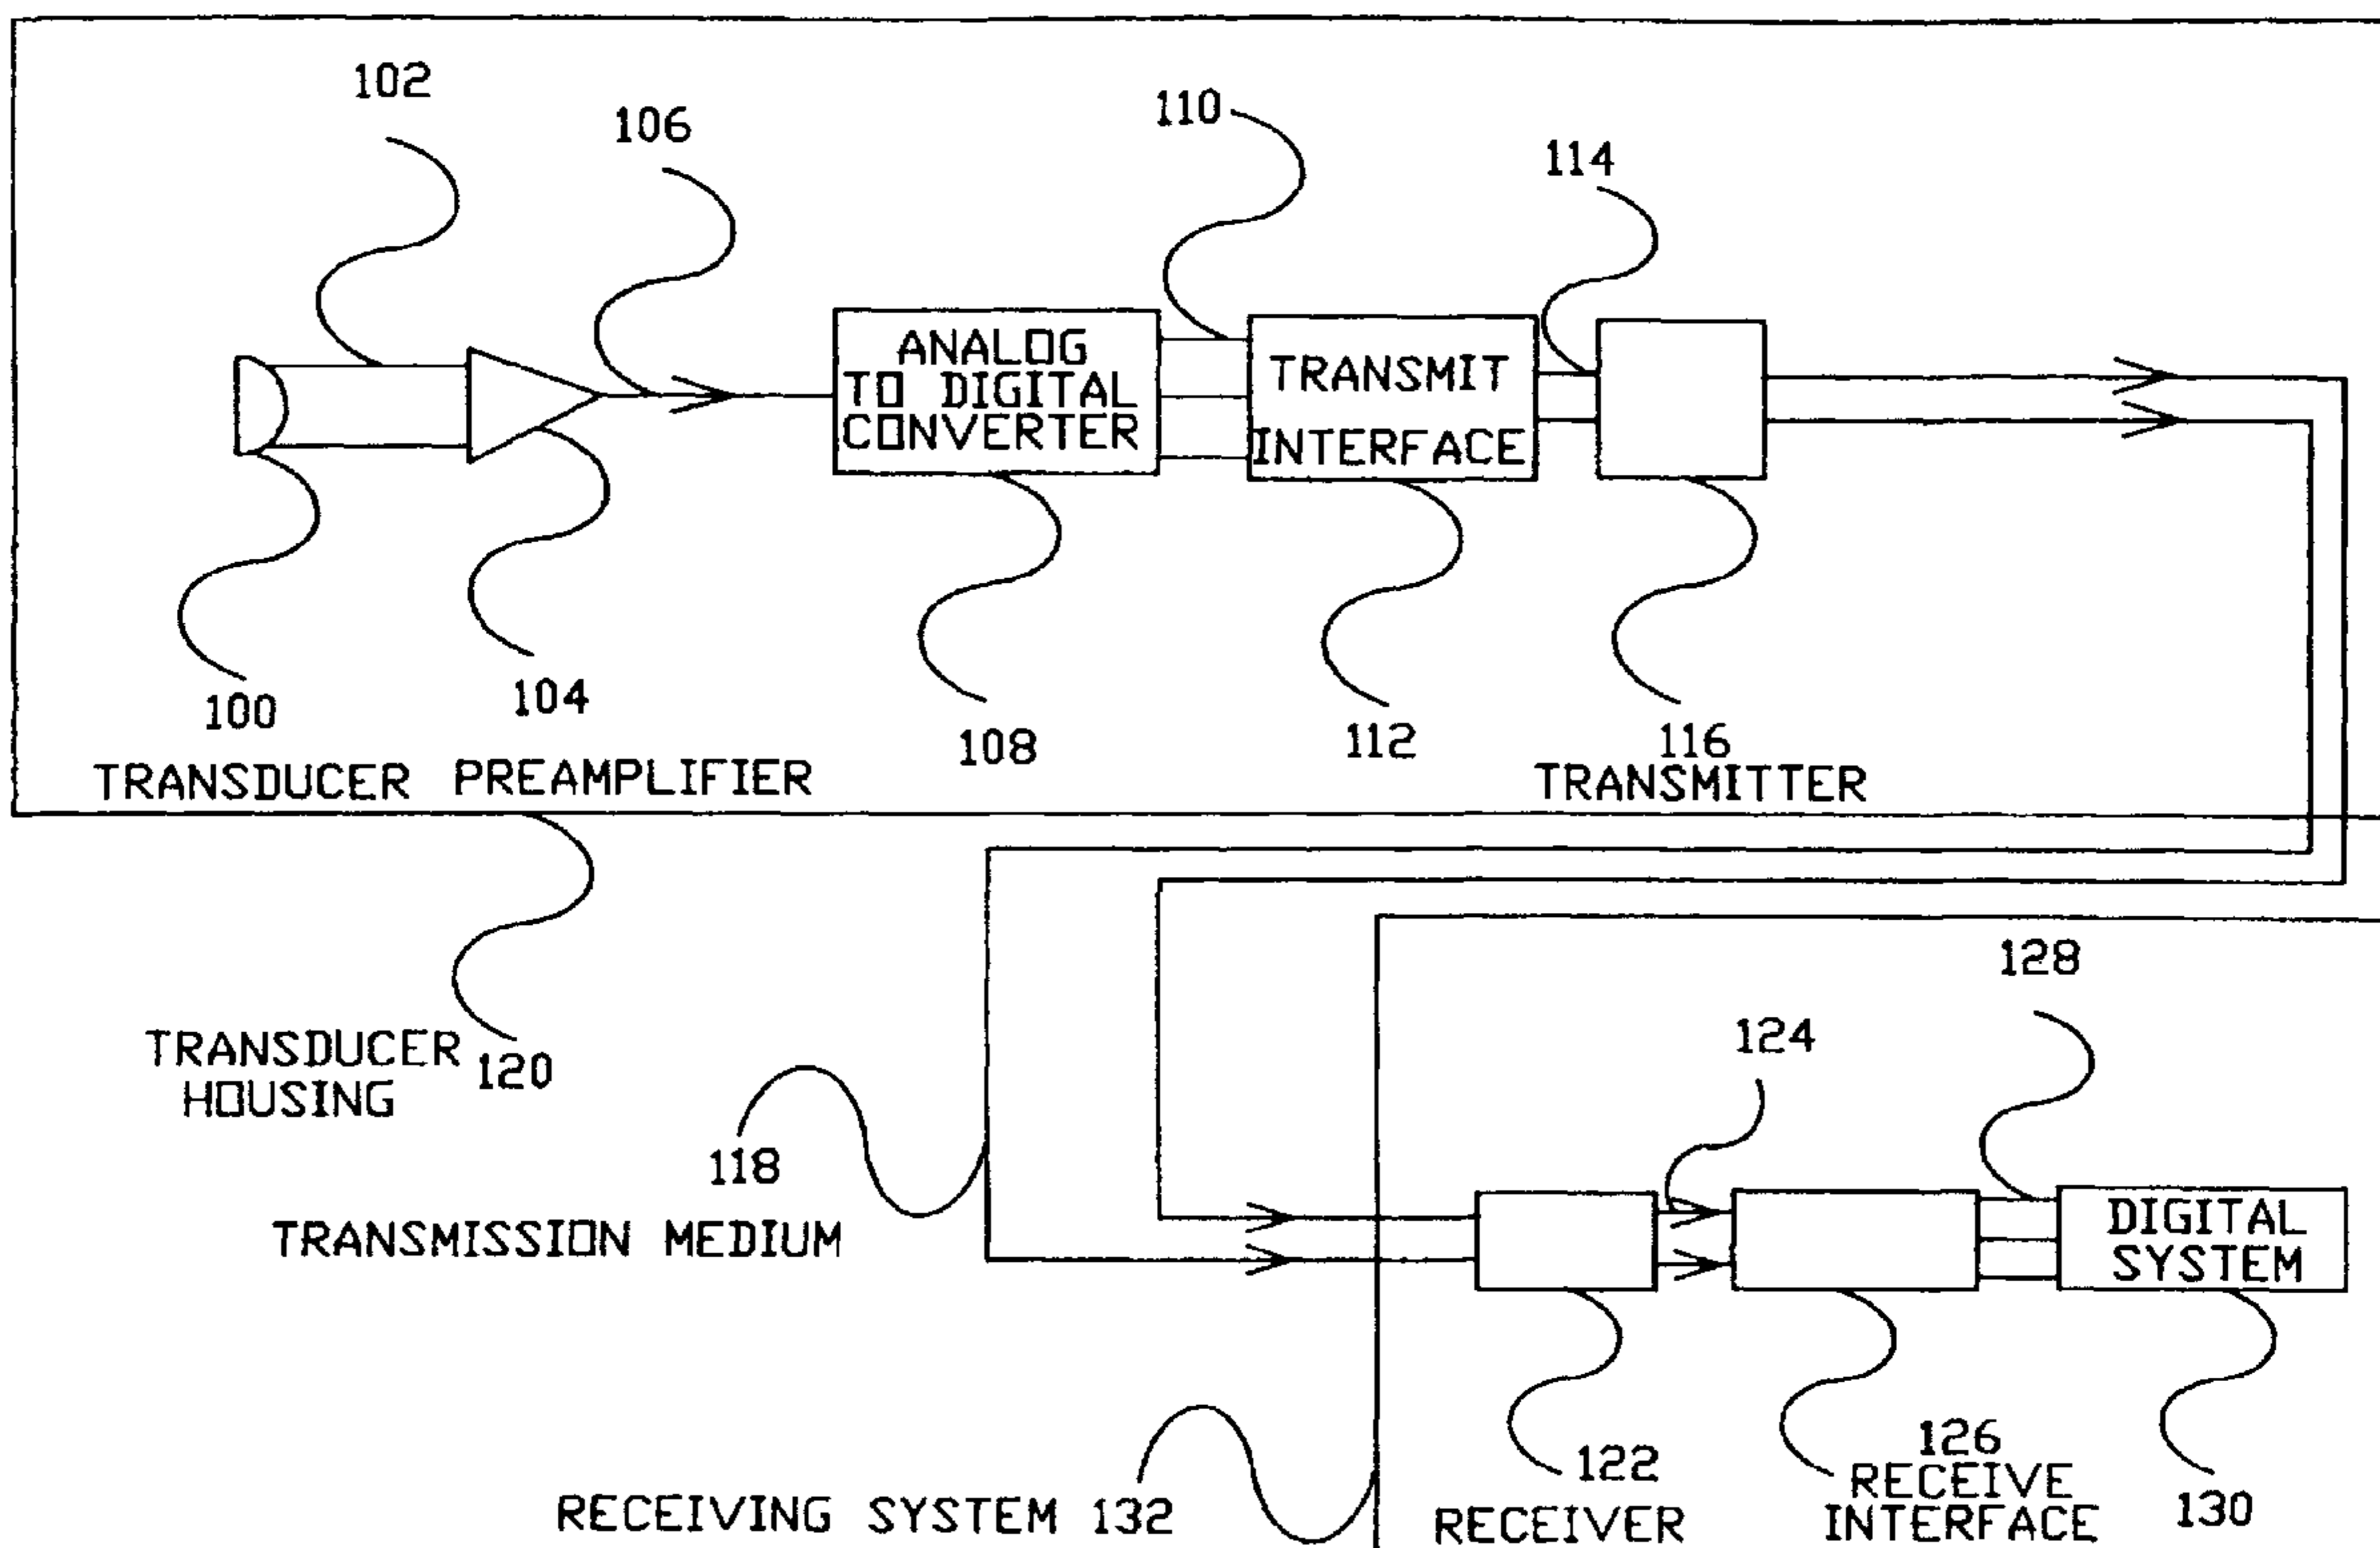 102
106
110
114
ANALOG
TO DIGITAL
CONVERTER
TRANSMIT
INTERFACE
100
104
108
112
116
TRANSDUCER PREAMPLIFIER
TRANSMITTER
128
124
TRANSDUCER
HOUSING
120
118
TRANSMISSION MEDIUM
DIGITAL
SYSTEM
RECEIVING SYSTEM 132
122
RECEIVER
126
RECEIVE
INTERFACE
130